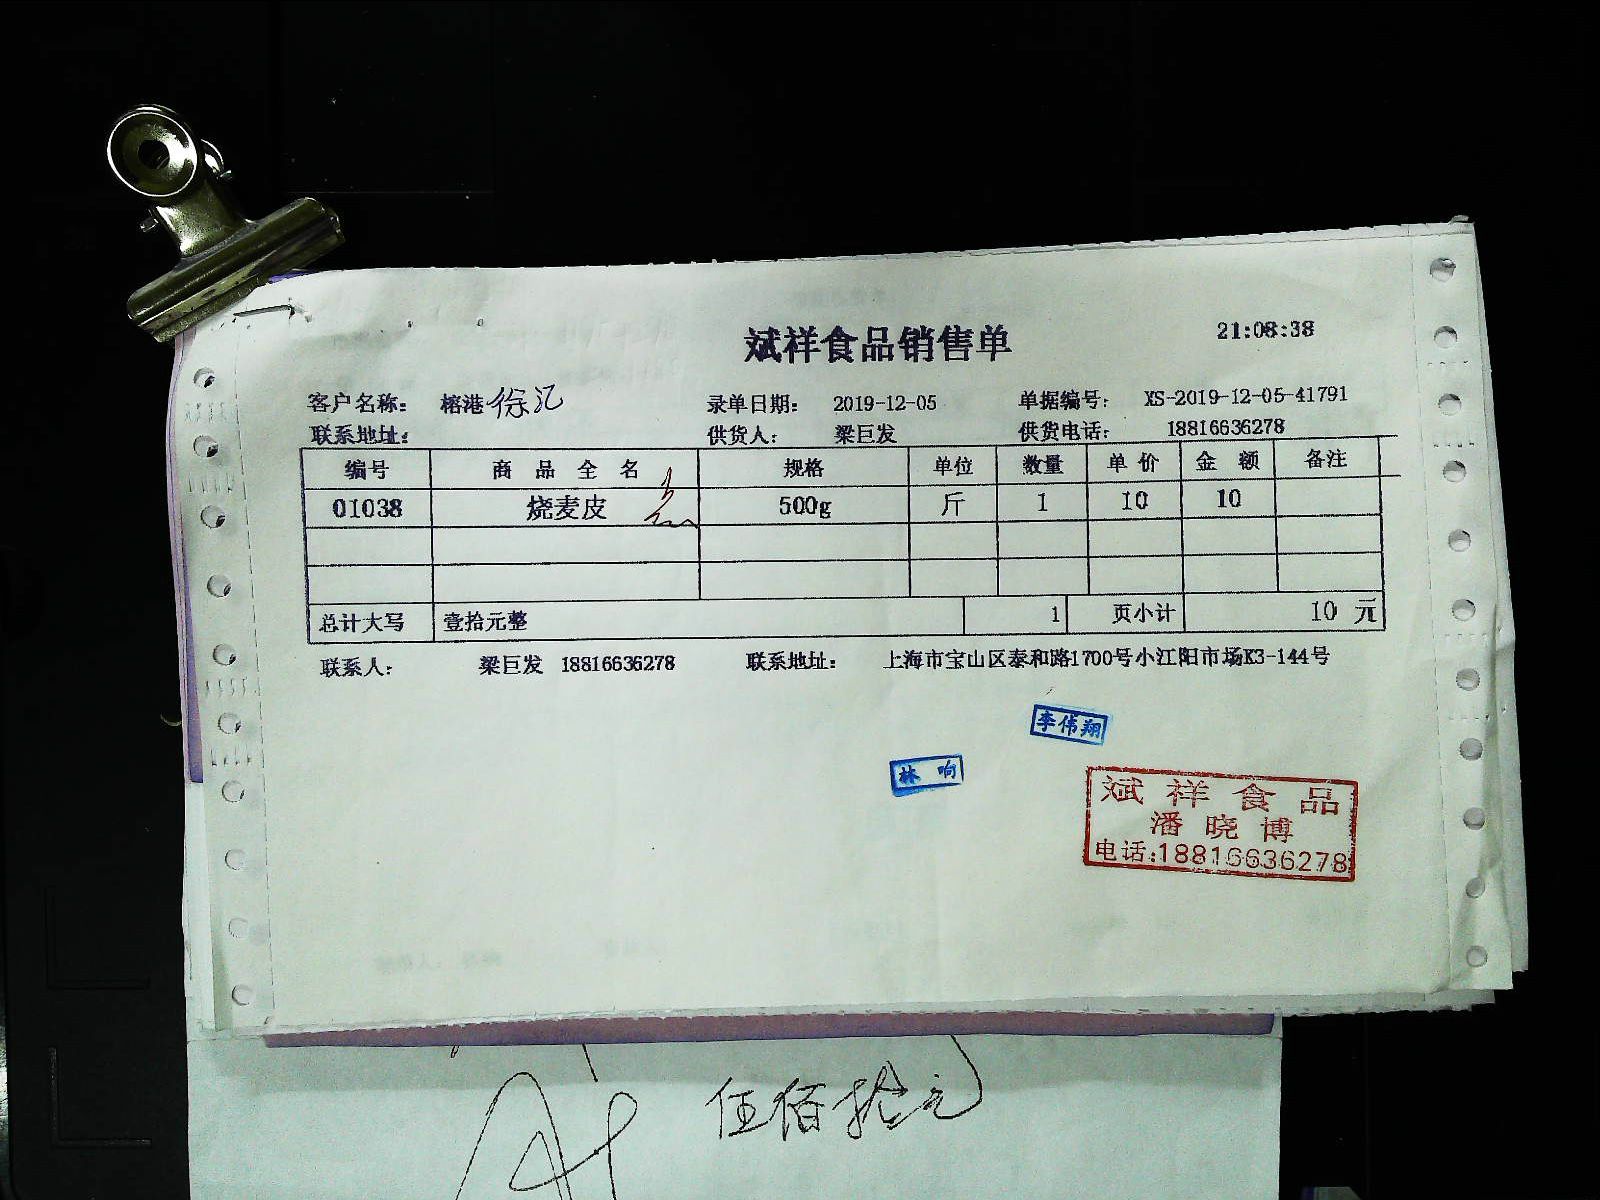 斌祥食品销售单 21:08:38
客户名称： 榕港徐汇 录单日期： 2019-12-05 单据编号： XS-2019-12-05-41791
联系地址： 供货人： 梁巨发 供货电话： 18816636278
编号 商品全名 规格 单位 数量 单价 金额 备注
01038 烧麦皮 500g 斤 1 10 10
总计大写 壹拾元整 1 页小计 10 元
联系人： 梁巨发 18816636278 联系地址： 上海市宝山区泰和路1700号小江阳市场K3-144号
李伟翔
林响
斌祥食品
潘晓博
电话:18816636278
伍佰拾元